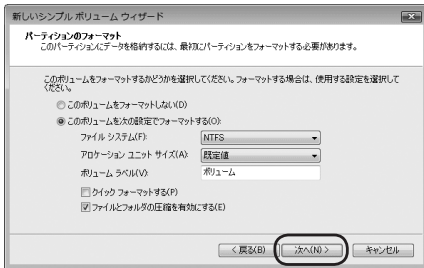 新しいシンプル ボリューム ウィザード
パーティションのフォーマット
このパーティションにデータを格納するには、最初にパーティションをフォーマットする必要があります。
このボリュームをフォーマットするかどうかを選択してください。フォーマットする場合は、使用する設定を選択して
ください。
このボリュームをフォーマットしない(D)
このボリュームを次の設定でフォーマットする(O):
ファイル システム(F): NTFS
アロケーション ユニット サイズ(A): 既定値
ボリューム ラベル(V): ボリューム
クイック フォーマットする(P)
ファイルとフォルダの圧縮を有効にする(E)
< 戻る(B) 次へ(N) > キャンセル